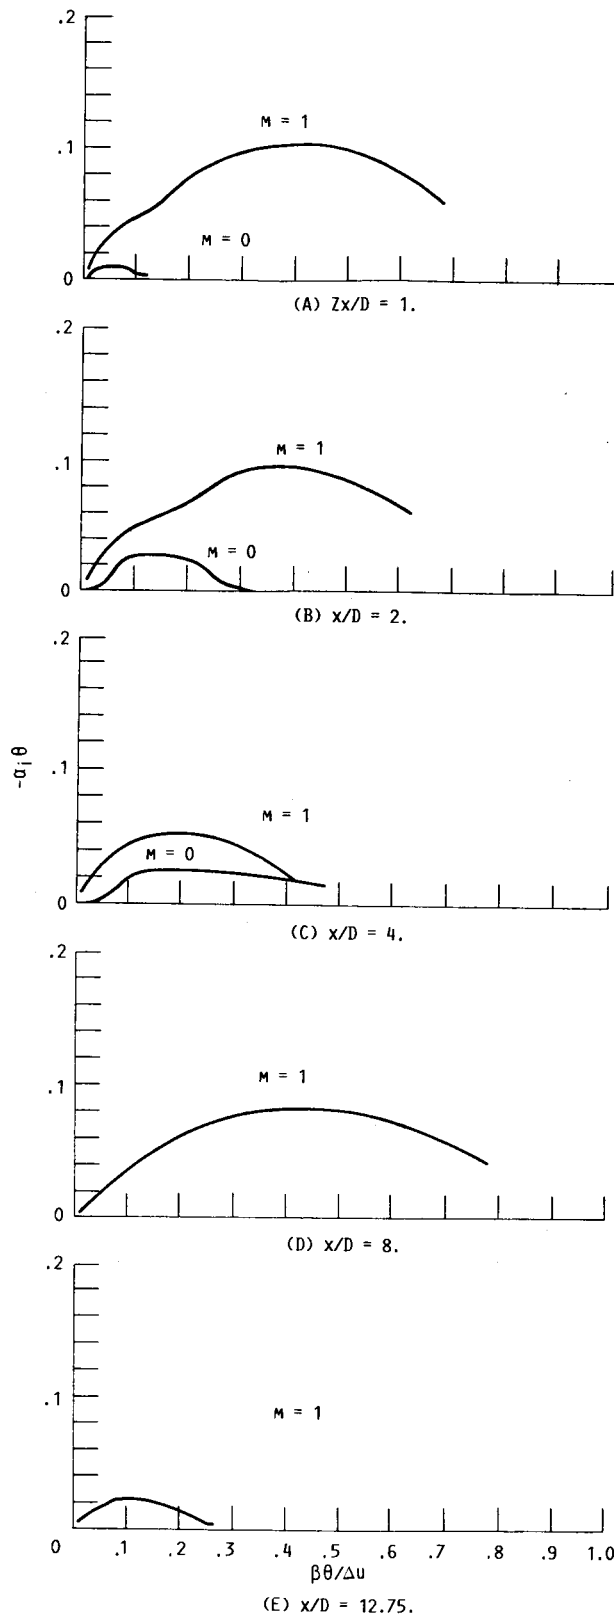 .2
M = 1
.1
M = 0
0
(A) Zx/D = 1.
.2
M = 1
.1
M = 0
0
(B) x/D = 2.
.2
-αiθ
.1
M = 1
M = 0
0
(C) x/D = 4.
.2
M = 1
.1
0
(D) x/D = 8.
.2
.1
M = 1
0 .1 .2 .3 .4 .5 .6 .7 .8 .9 1.0
βθ/Δu
(E) x/D = 12.75.